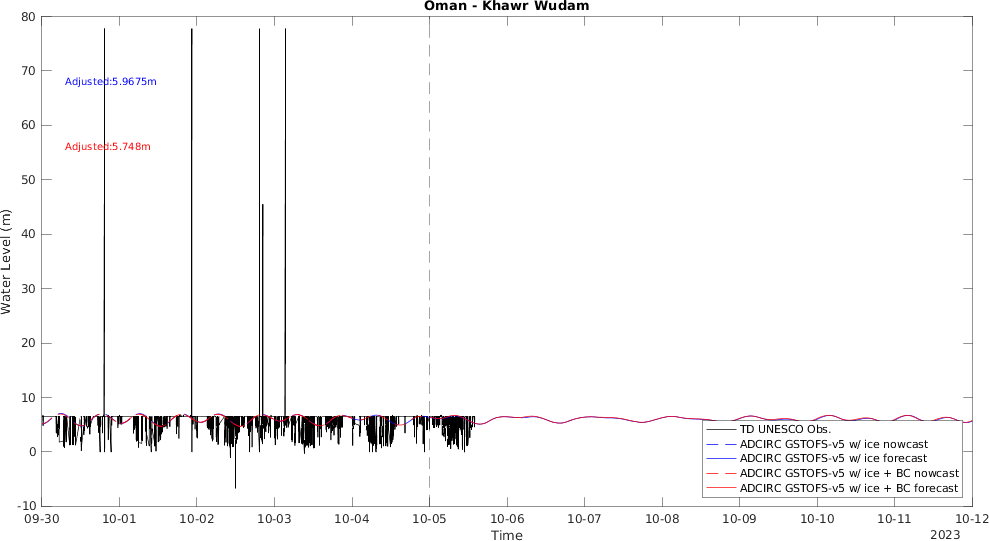 Oman - Khawr Wudam
80
70
60
50
40
30
20
10
0
-10
Water Level (m)
Adjusted:5.9675m
Adjusted:5.748m
TD UNESCO Obs.
ADCIRC GSTOFS-v5 w/ ice nowcast
ADCIRC GSTOFS-v5 w/ ice forecast
ADCIRC GSTOFS-v5 w/ ice + BC nowcast
ADCIRC GSTOFS-v5 w/ ice + BC forecast
09-30 10-01 10-02 10-03 10-04 10-05 10-06 10-07 10-08 10-09 10-10 10-11 10-12
Time
2023